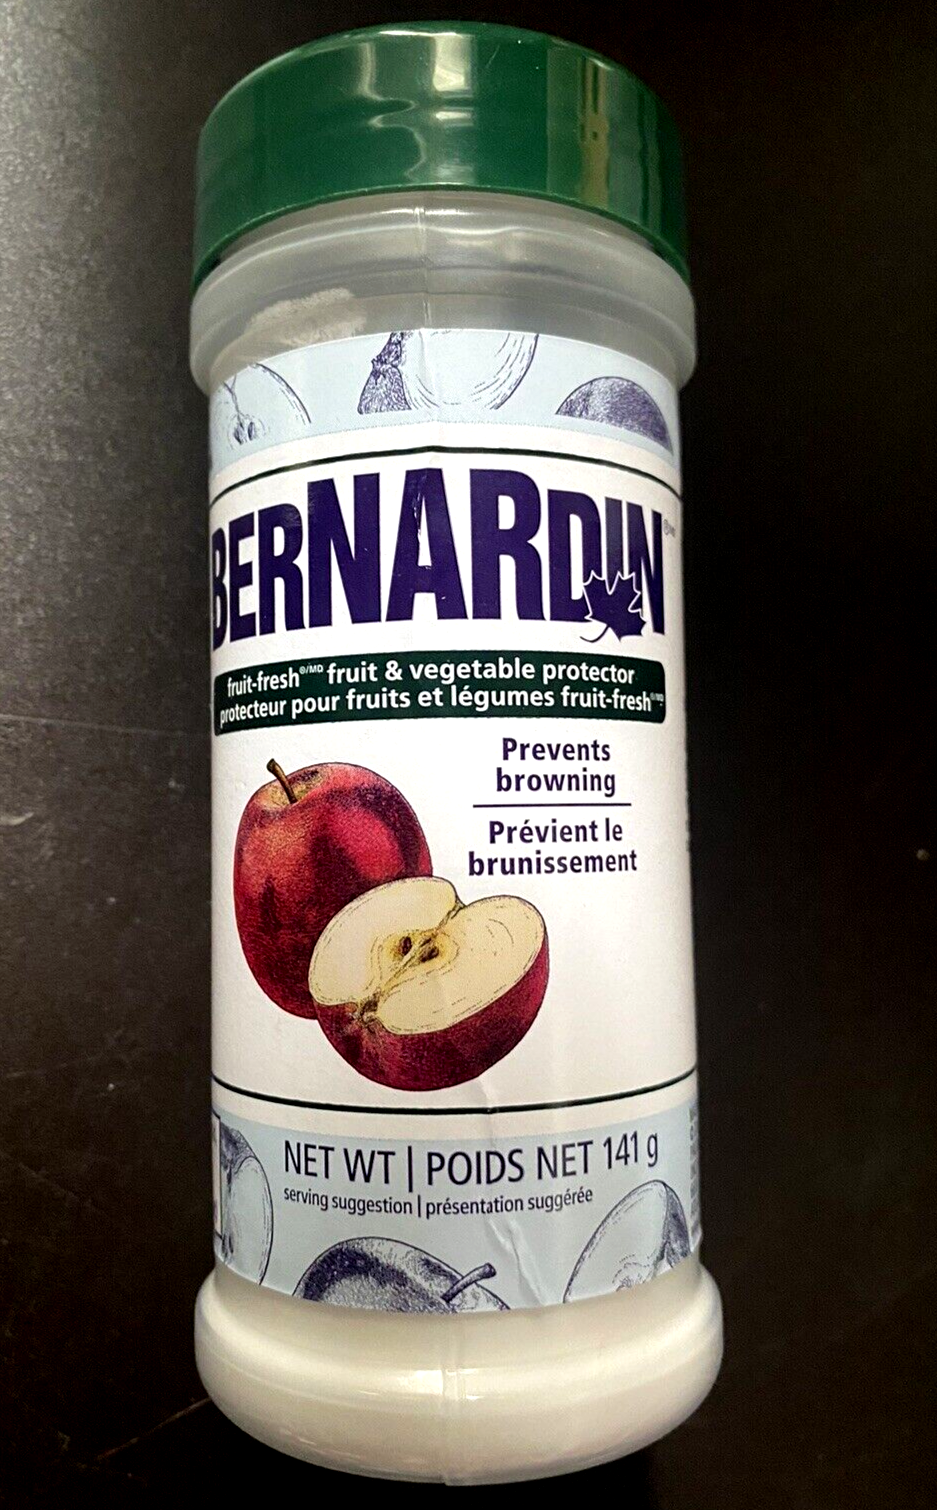 BERNARDIN
fruit-fresh®/MD fruit & vegetable protector
protecteur pour fruits et légumes fruit-fresh®/MD
Prevents
browning
Prévient le
brunissement
NET WT | POIDS NET 141 g
serving suggestion | présentation suggérée